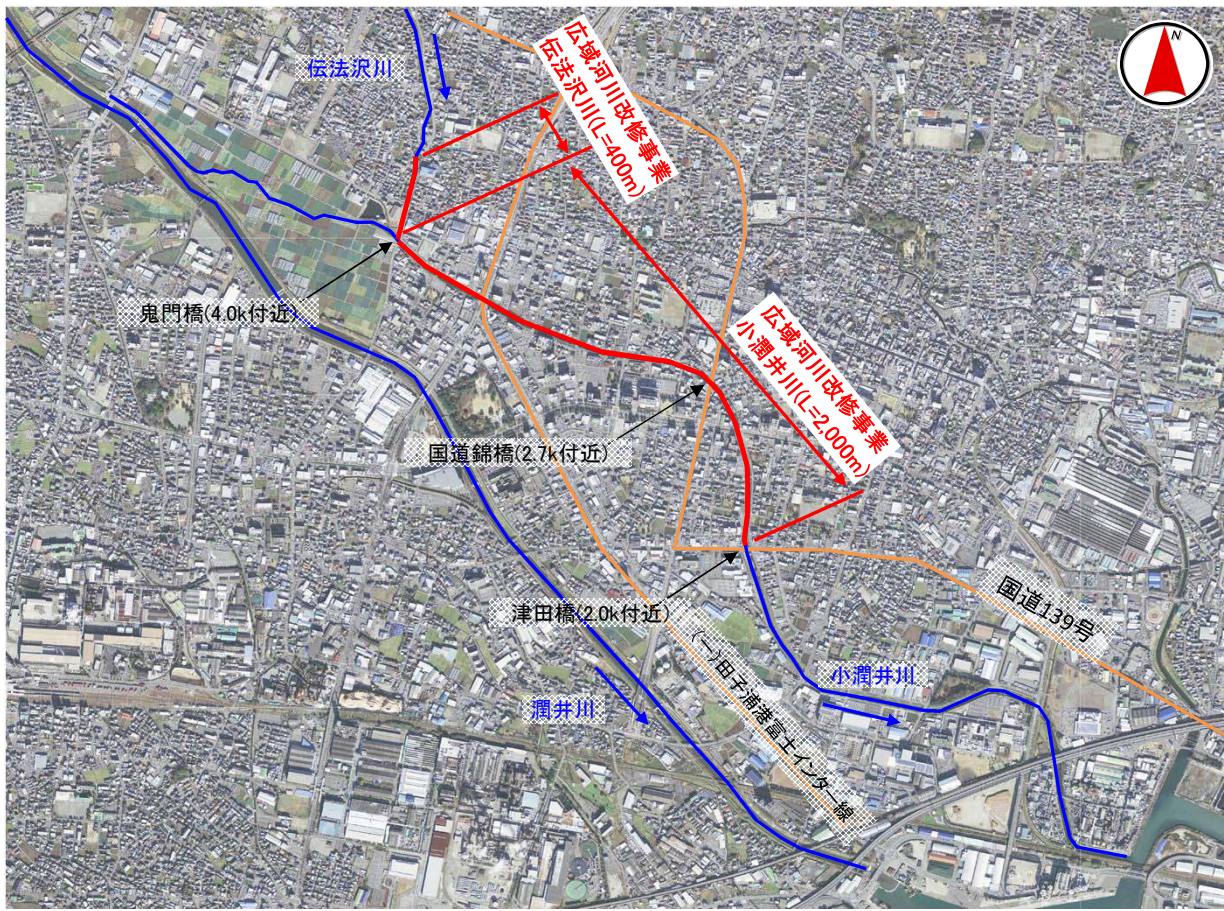 広域河川改修事業
伝法沢川(L=400m)
N
伝法沢川
鬼門橋(4.0k付近)
広域河川改修事業
小潤井川(L=2,000m)
国道錦橋(2.7k付近)
津田橋(2.0k付近)
国道139号
(一)田子浦港富士インター線
小潤井川
潤井川